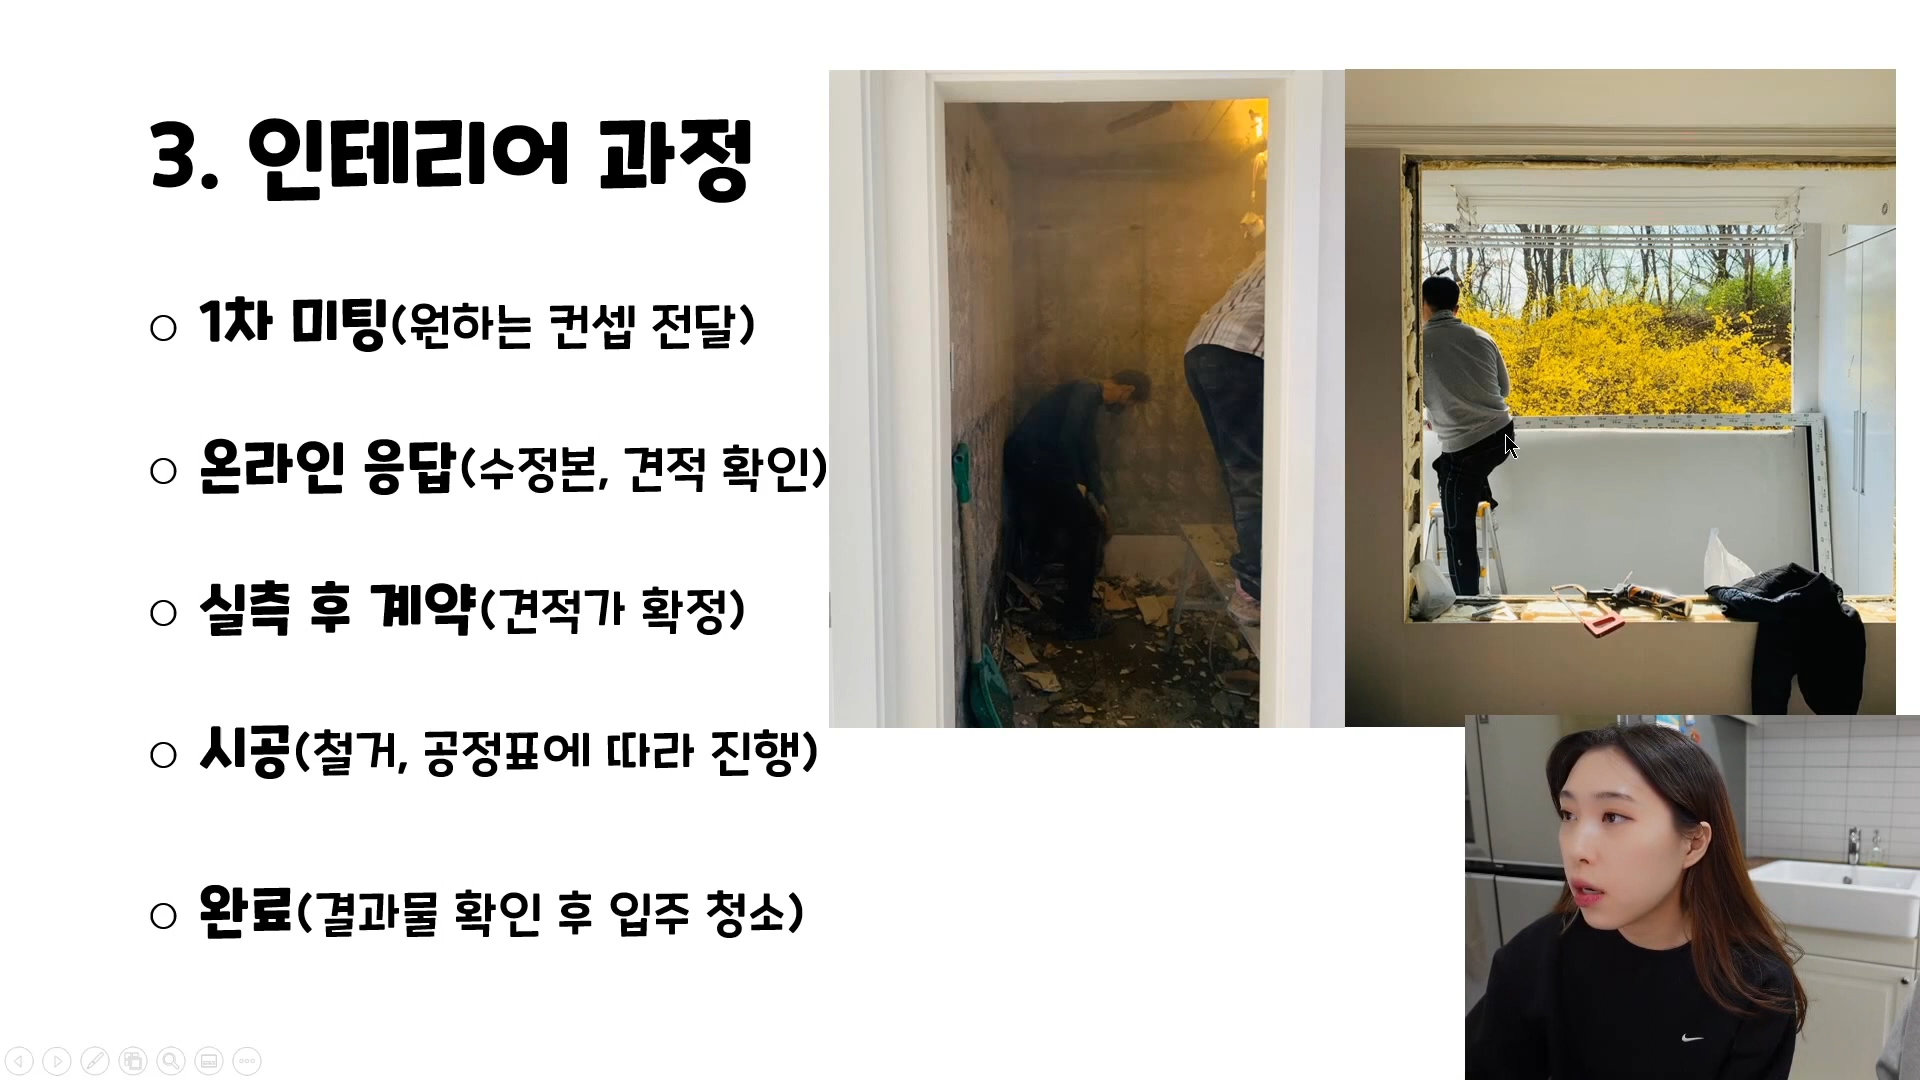 3. 인테리어 과정
1차 미팅(원하는 컨셉 전달)
온라인 응답(수정본, 견적 확인)
실측 후 계약(견적가 확정)
시공(철거, 공정표에 따라 진행)
완료(결과물 확인 후 입주 청소)